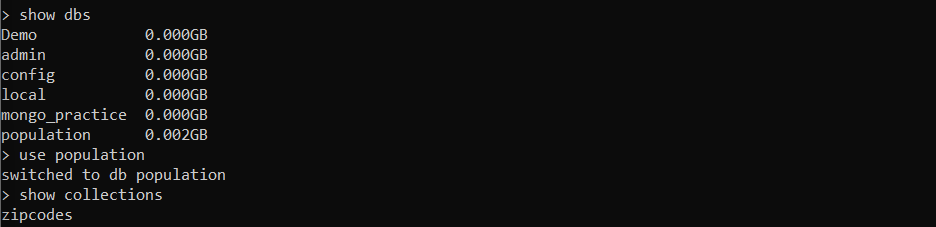 > show dbs
Demo            0.000GB
admin           0.000GB
config          0.000GB
local           0.000GB
mongo_practice  0.000GB
population      0.002GB
> use population
switched to db population
> show collections
zipcodes